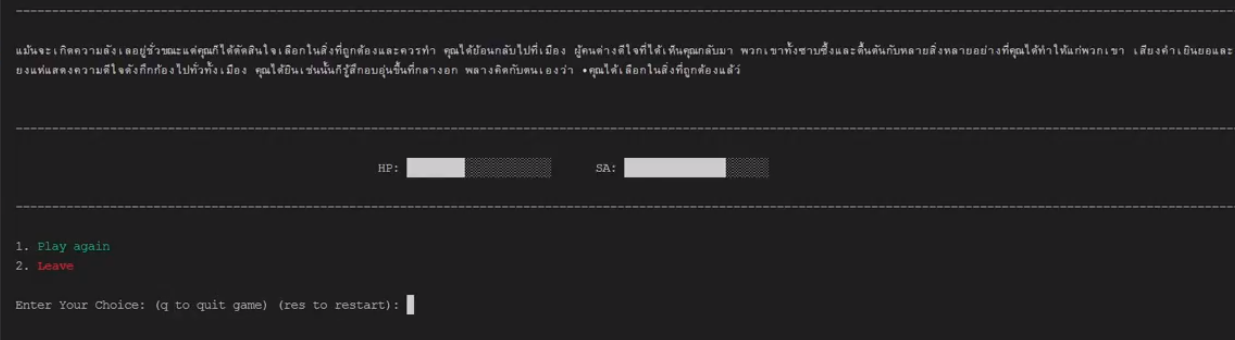 แม้นจะเกิดความลังเลอยู่ชั่วขณะแต่คุณก็ได้ตัดสินใจเลือกในสิ่งที่ถูกต้องและควรทำ คุณได้ย้อนกลับไปที่เมือง ผู้คนต่างดีใจที่ได้เห็นคุณกลับมา พวกเขาทั้งซาบซึ้งและตื้นตันกับหลายสิ่งหลายอย่างที่คุณได้ทำให้แก่พวกเขา เสียงคำเยินยอและ
ยงแห่แสดงความดีใจดังกึกก้องไปทั่วทั้งเมือง คุณได้ยินเช่นนั้นก็รู้สึกอบอุ่นขึ้นที่กลางอก พลางคิดกับตนเองว่า •คุณได้เลือกในสิ่งที่ถูกต้องแล้ว่
HP: SA:
1. Play again
2. Leave
Enter Your Choice: (q to quit game) (res to restart):